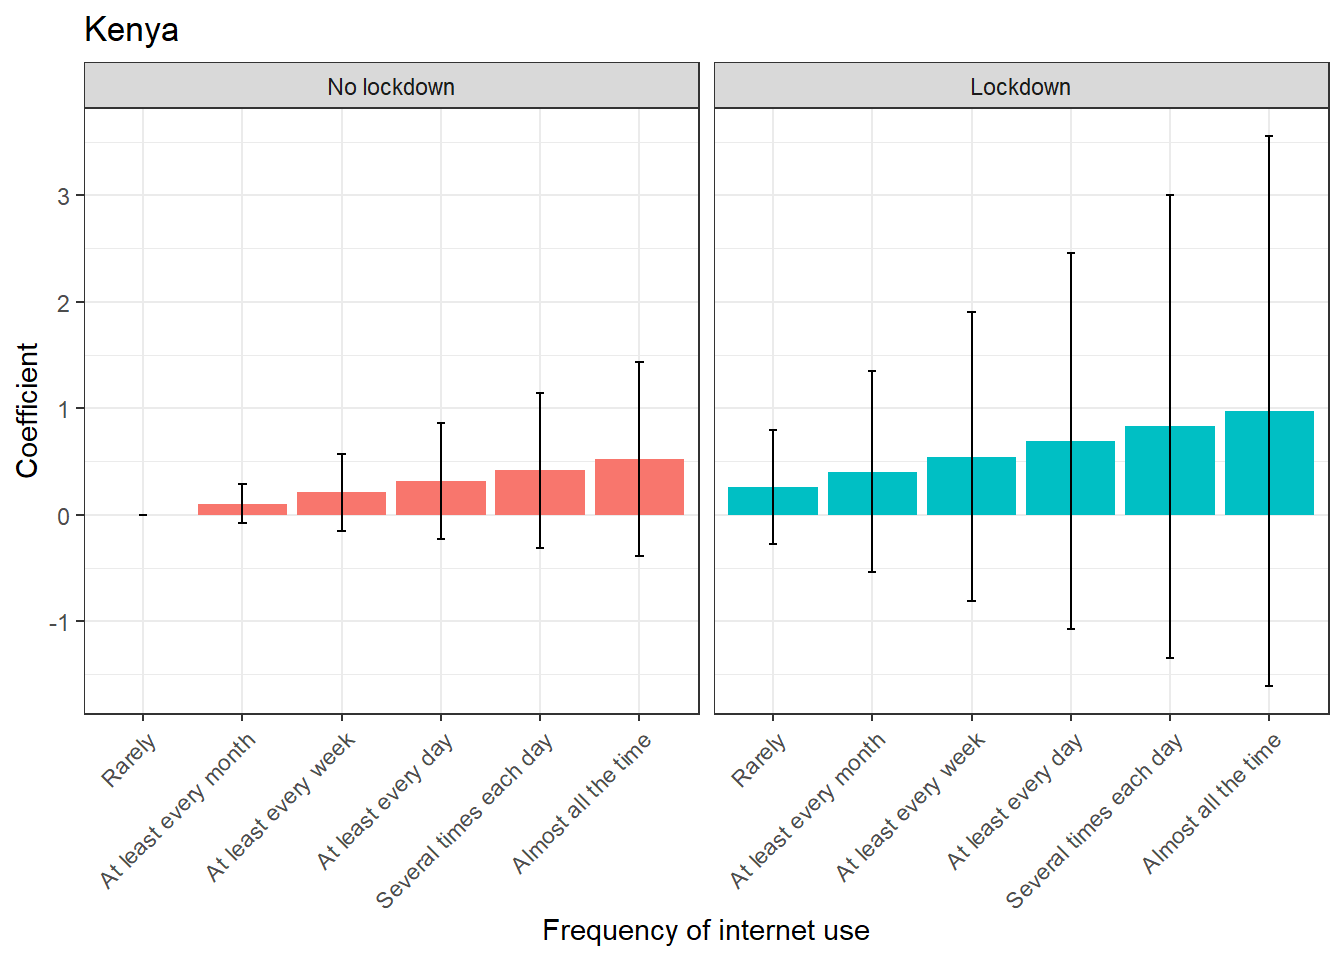 Kenya
No lockdown
Lockdown
Coefficient
3
2
1
0
-1
Rarely
At least every month
At least every week
At least every day
Several times each day
Almost all the time
Rarely
At least every month
At least every week
At least every day
Several times each day
Almost all the time
Frequency of internet use